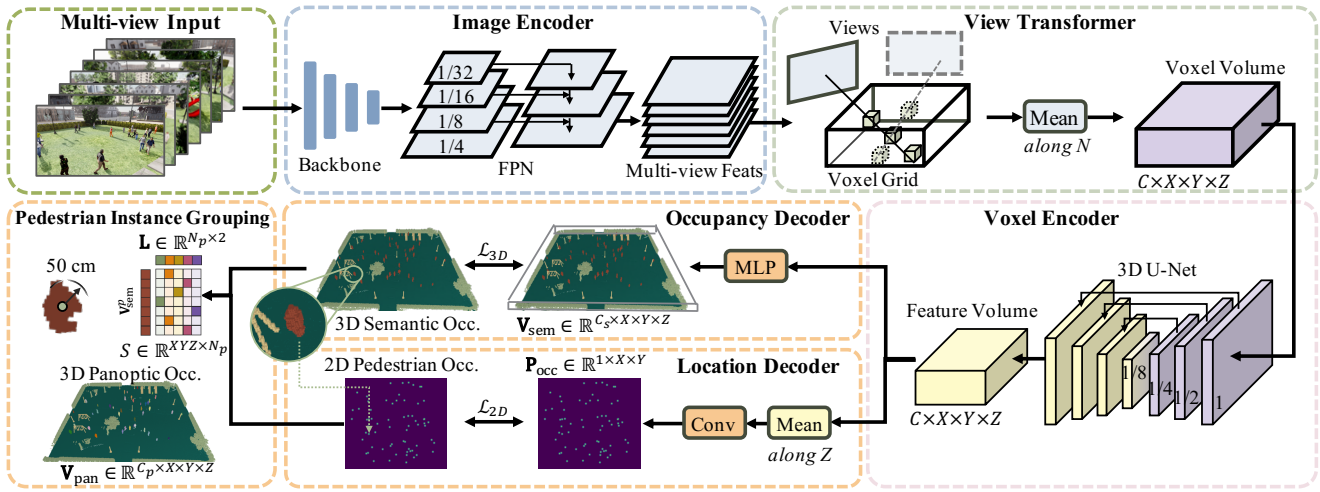 Multi-view Input
Image Encoder
Backbone
1/32
1/16
1/8
1/4
FPN
Multi-view Feats
View Transformer
Views
Voxel Grid
Mean
along N
Voxel Volume
C×X×Y×Z
Pedestrian Instance Grouping
L ∈ ℝ^{N_p×2}
50 cm
v^p_sem
S ∈ ℝ^{XYZ×N_p}
3D Panoptic Occ.
V_pan ∈ ℝ^{C_p×X×Y×Z}
Occupancy Decoder
ℒ_3D
MLP
3D Semantic Occ.
V_sem ∈ ℝ^{C_s×X×Y×Z}
2D Pedestrian Occ.
P_occ ∈ ℝ^{1×X×Y}
Location Decoder
ℒ_2D
Conv
Mean
along Z
Voxel Encoder
3D U-Net
Feature Volume
C×X×Y×Z
1/8
1/4
1/2
1